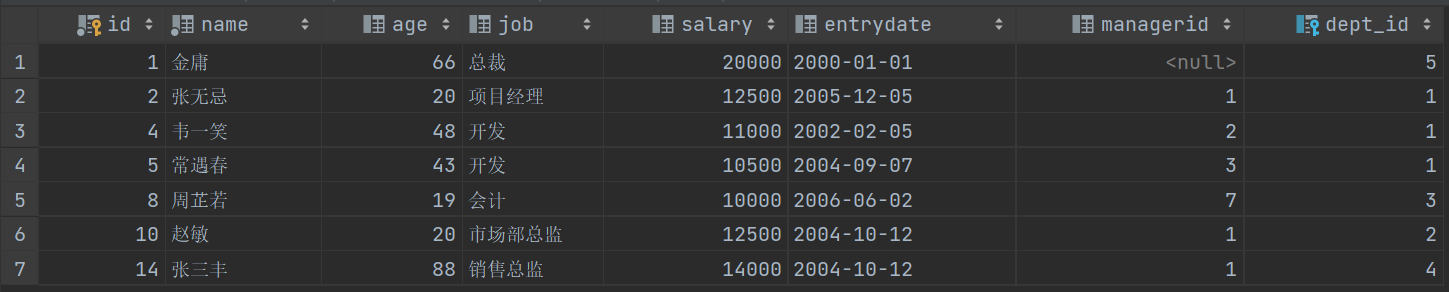 id name age job salary entrydate managerid dept_id
1 1 金庸 66 总裁 20000 2000-01-01 <null> 5
2 2 张无忌 20 项目经理 12500 2005-12-05 1 1
3 4 韦一笑 48 开发 11000 2002-02-05 2 1
4 5 常遇春 43 开发 10500 2004-09-07 3 1
5 8 周芷若 19 会计 10000 2006-06-02 7 3
6 10 赵敏 20 市场部总监 12500 2004-10-12 1 2
7 14 张三丰 88 销售总监 14000 2004-10-12 1 4